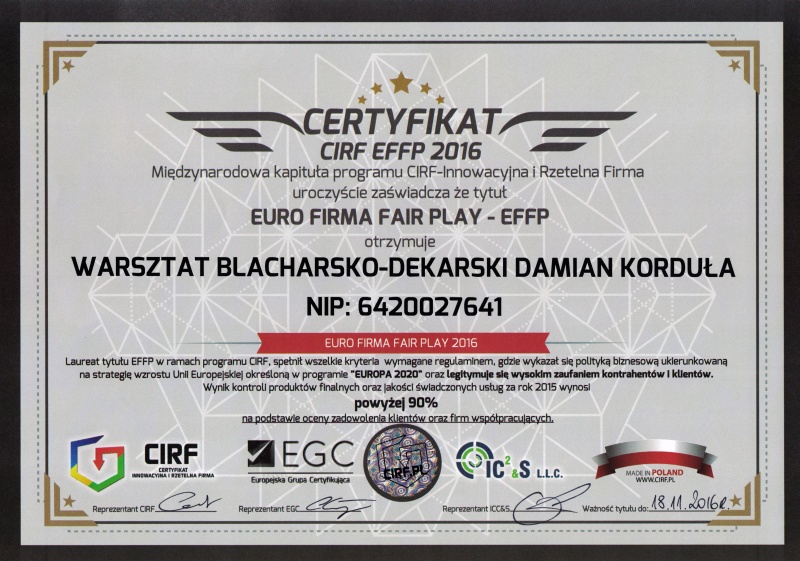 CERTYFIKAT
CIRF EFFP 2016
Międzynarodowa kapituła programu CIRF-Innowacyjna i Rzetelna Firma
uroczyście zaświadcza że tytuł
EURO FIRMA FAIR PLAY - EFFP
otrzymuje
WARSZTAT BLACHARSKO-DEKARSKI DAMIAN KORDUŁA
NIP: 6420027641
EURO FIRMA FAIR PLAY 2016
Laureat tytułu EFFP w ramach programu CIRF, spełnił wszelkie kryteria wymagane regulaminem, gdzie wykazał się polityką biznesową ukierunkowaną
na strategię wzrostu Unii Europejskiej określoną w programie "EUROPA 2020" oraz legitymuje się wysokim zaufaniem kontrahentów i klientów.
Wynik kontroli produktów finalnych oraz jakości świadczonych usług za rok 2015 wynosi
powyżej 90%
na podstawie oceny zadowolenia klientów oraz firm współpracujących.
CIRF
CERTYFIKAT
INNOWACYJNA I RZETELNA FIRMA
EGC
Europejska Grupa Certyfikująca
CIRF.PL
IC²&S L.L.C.
MADE IN POLAND
WWW.CIRF.PL
Reprezentant CIRF
Reprezentant EGC
Reprezentant ICC&S
Ważność tytułu do: 18.11.2016r.